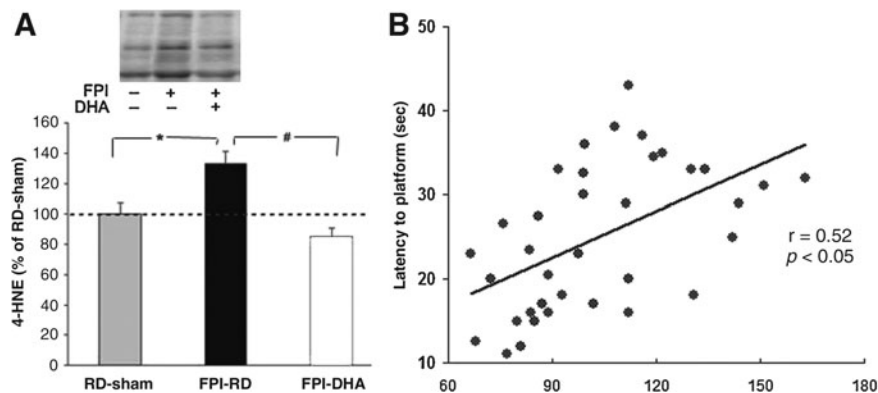 A
FPI – + +
DHA – – +
4-HNE (% of RD-sham)
160
140
120
100
80
60
40
20
0
*
#
RD-sham FPI-RD FPI-DHA
B
Latency to platform (sec)
50
40
30
20
10
r = 0.52
p < 0.05
60 90 120 150 180